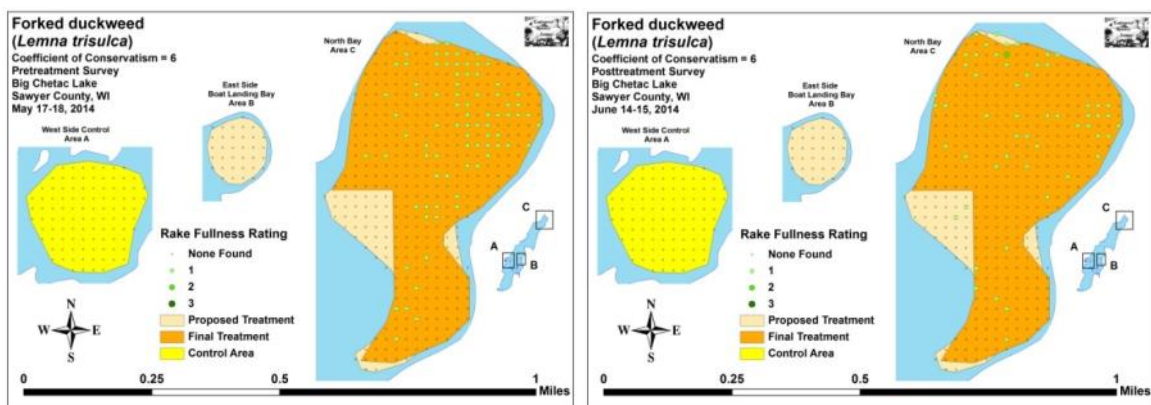 Forked duckweed
(Lemna trisulca)
Coefficient of Conservatism = 6
Pretreatment Survey
Big Chetac Lake
Sawyer County, WI
May 17-18, 2014
North Bay
Area C
East Side
Boat Landing Bay
Area B
West Side Control
Area A
C
A
B
Rake Fullness Rating
None Found
1
2
3
Proposed Treatment
Final Treatment
Control Area
N
W E
S
0 0.25 0.5 1
Miles
Forked duckweed
(Lemna trisulca)
Coefficient of Conservatism = 6
Posttreatment Survey
Big Chetac Lake
Sawyer County, WI
June 14-15, 2014
North Bay
Area C
East Side
Boat Landing Bay
Area B
West Side Control
Area A
C
A
B
Rake Fullness Rating
None Found
1
2
3
Proposed Treatment
Final Treatment
Control Area
N
W E
S
0 0.25 0.5 1
Miles